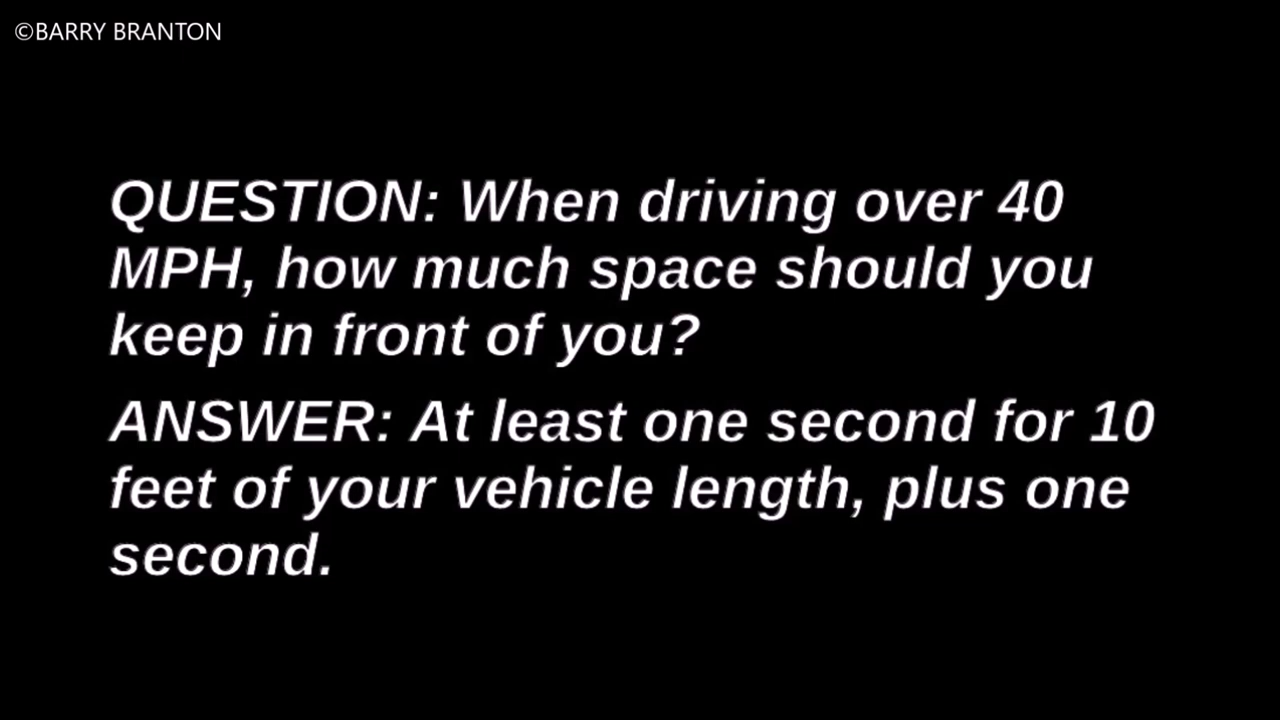 ©BARRY BRANTON
QUESTION: When driving over 40
MPH, how much space should you
keep in front of you?
ANSWER: At least one second for 10
feet of your vehicle length, plus one
second.